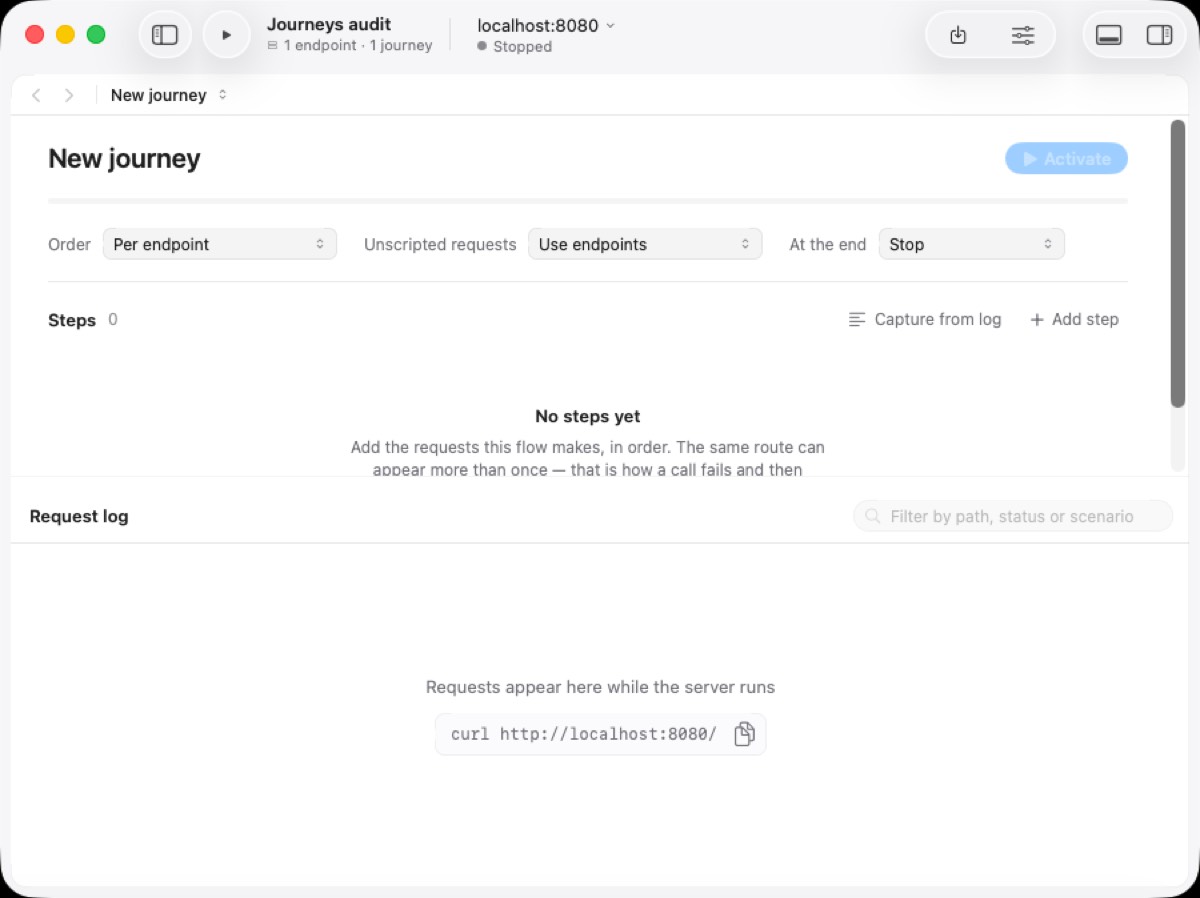 Journeys audit
1 endpoint · 1 journey
localhost:8080
Stopped
New journey
New journey
Activate
Order
Per endpoint
Unscripted requests
Use endpoints
At the end
Stop
Steps 0
Capture from log
+ Add step
No steps yet
Add the requests this flow makes, in order. The same route can
appear more than once — that is how a call fails and then
Request log
Filter by path, status or scenario
Requests appear here while the server runs
curl http://localhost:8080/